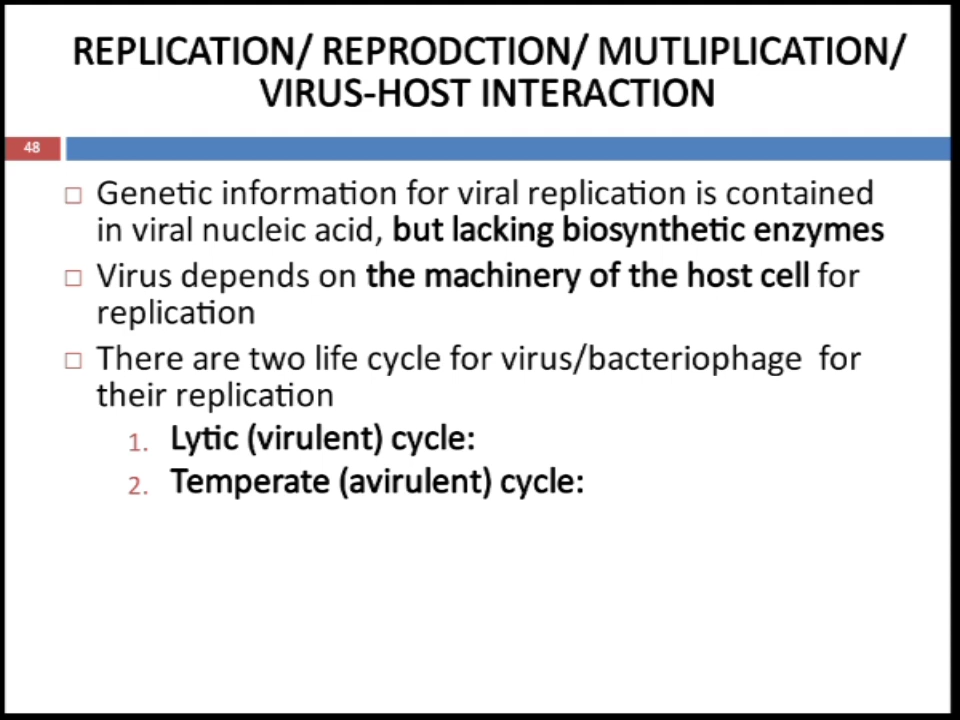 REPLICATION/ REPRODCTION/ MUTLIPLICATION/
VIRUS-HOST INTERACTION
48
Genetic information for viral replication is contained
in viral nucleic acid, but lacking biosynthetic enzymes
Virus depends on the machinery of the host cell for
replication
There are two life cycle for virus/bacteriophage for
their replication
1. Lytic (virulent) cycle:
2. Temperate (avirulent) cycle: